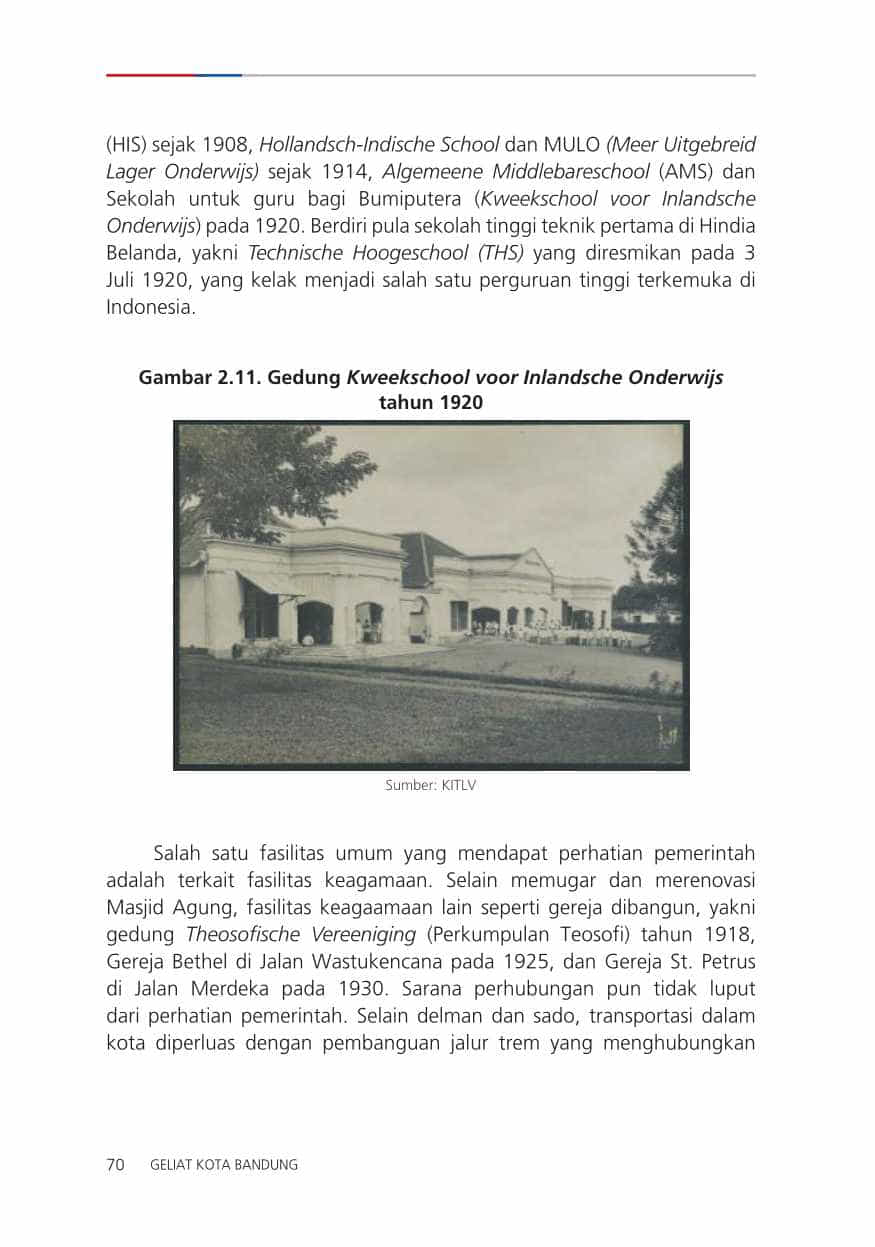 (HIS) sejak 1908, Hollandsch-Indische School dan MULO (Meer Uitgebreid
Lager Onderwijs) sejak 1914, Algemeene Middlebareschool (AMS) dan
Sekolah untuk guru bagi Bumiputera (Kweekschool voor Inlandsche
Onderwijs) pada 1920. Berdiri pula sekolah tinggi teknik pertama di Hindia
Belanda, yakni Technische Hoogeschool (THS) yang diresmikan pada 3
Juli 1920, yang kelak menjadi salah satu perguruan tinggi terkemuka di
Indonesia.
Gambar 2.11. Gedung Kweekschool voor Inlandsche Onderwijs
tahun 1920
Sumber: KITLV
Salah satu fasilitas umum yang mendapat perhatian pemerintah
adalah terkait fasilitas keagamaan. Selain memugar dan merenovasi
Masjid Agung, fasilitas keagaamaan lain seperti gereja dibangun, yakni
gedung Theosofische Vereeniging (Perkumpulan Teosofi) tahun 1918,
Gereja Bethel di Jalan Wastukencana pada 1925, dan Gereja St. Petrus
di Jalan Merdeka pada 1930. Sarana perhubungan pun tidak luput
dari perhatian pemerintah. Selain delman dan sado, transportasi dalam
kota diperluas dengan pembanguan jalur trem yang menghubungkan
70 GELIAT KOTA BANDUNG